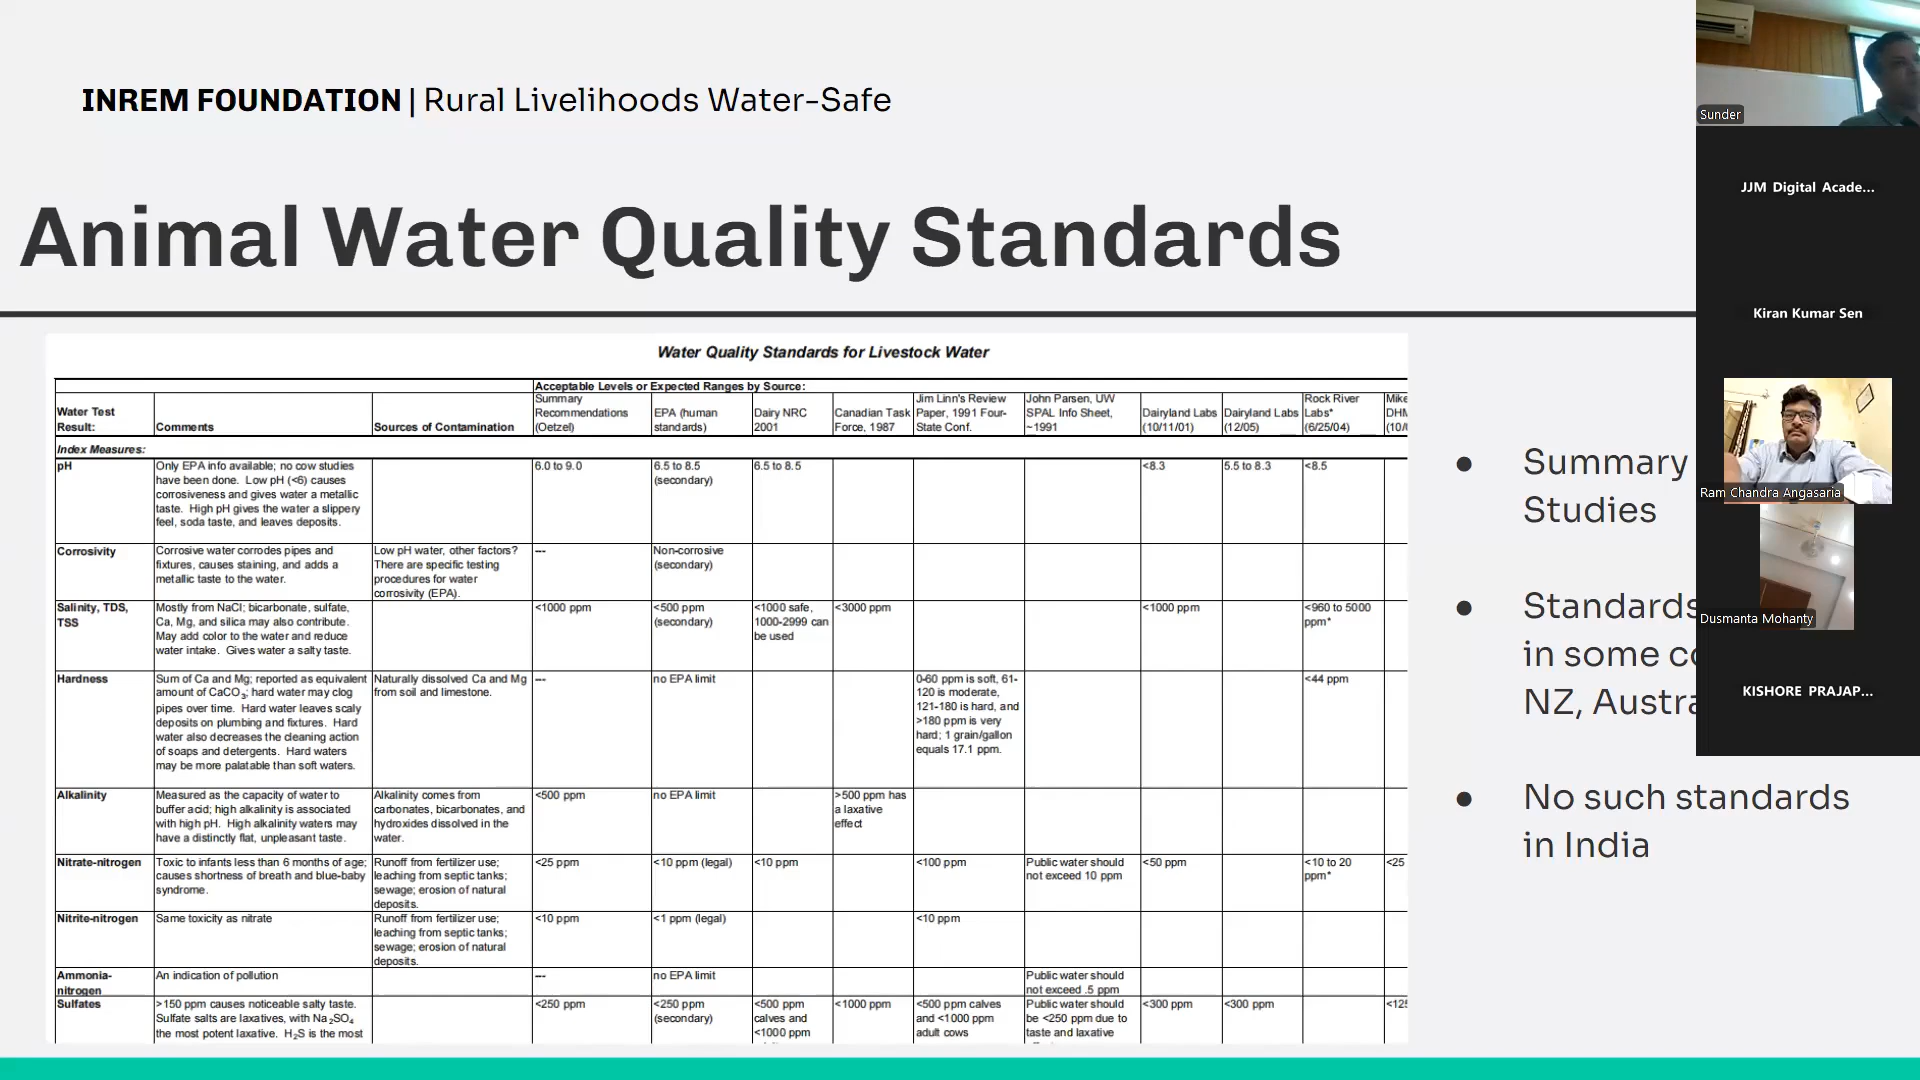 INREM FOUNDATION | Rural Livelihoods Water-Safe
Animal Water Quality Standards
Water Quality Standards for Livestock Water
Acceptable Levels or Expected Ranges by Source:
Water Test Result:
Comments
Sources of Contamination
Summary Recommendations (Oetzel)
EPA (human standards)
Dairy NRC 2001
Canadian Task Force, 1987
Jim Linn's Review Paper, 1991 Four-State Conf.
John Parsen, UW SPAL Info Sheet, ~1991
Dairyland Labs (10/11/01)
Dairyland Labs (12/05)
Rock River Labs* (6/25/04)
Mike
DHM
Index Measures:
pH
Only EPA info available; no cow studies
have been done. Low pH (<6) causes
corrosiveness and gives water a metallic
taste. High pH gives the water a slippery
feel, soda taste, and leaves deposits.
6.0 to 9.0
6.5 to 8.5 (secondary)
6.5 to 8.5
<8.3
5.5 to 8.3
<8.5
Corrosivity
Corrosive water corrodes pipes and
fixtures, causes staining, and adds a
metallic taste to the water.
Low pH water, other factors?
There are specific testing
procedures for water
corrosivity (EPA).
---
Non-corrosive (secondary)
Salinity, TDS, TSS
Mostly from NaCl; bicarbonate, sulfate,
Ca, Mg, and silica may also contribute.
May add color to the water and reduce
water intake. Gives water a salty taste.
<1000 ppm
<500 ppm (secondary)
<1000 safe, 1000-2999 can be used
<3000 ppm
<1000 ppm
<960 to 5000 ppm*
Hardness
Sum of Ca and Mg; reported as equivalent
amount of CaCO3; hard water may clog
pipes over time. Hard water leaves scaly
deposits on plumbing and fixtures. Hard
water also decreases the cleaning action
of soaps and detergents. Hard waters
may be more palatable than soft waters.
Naturally dissolved Ca and Mg
from soil and limestone.
---
no EPA limit
0-60 ppm is soft, 61-
120 is moderate,
121-180 is hard, and
>180 ppm is very
hard; 1 grain/gallon
equals 17.1 ppm.
<44 ppm
Alkalinity
Measured as the capacity of water to
buffer acid; high alkalinity is associated
with high pH. High alkalinity waters may
have a distinctly flat, unpleasant taste.
Alkalinity comes from
carbonates, bicarbonates, and
hydroxides dissolved in the
water.
<500 ppm
no EPA limit
>500 ppm has a laxative effect
Nitrate-nitrogen
Toxic to infants less than 6 months of age;
causes shortness of breath and blue-baby
syndrome.
Runoff from fertilizer use;
leaching from septic tanks;
sewage; erosion of natural
deposits.
<25 ppm
<10 ppm (legal)
<10 ppm
<100 ppm
Public water should not exceed 10 ppm
<50 ppm
<10 to 20 ppm*
<25
Nitrite-nitrogen
Same toxicity as nitrate
Runoff from fertilizer use;
leaching from septic tanks;
sewage; erosion of natural
deposits.
<10 ppm
<1 ppm (legal)
<10 ppm
Ammonia-nitrogen
An indication of pollution
---
no EPA limit
Public water should not exceed .5 ppm
Sulfates
>150 ppm causes noticeable salty taste.
Sulfate salts are laxatives, with Na2SO4
the most potent laxative. H2S is the most
<250 ppm
<250 ppm (secondary)
<500 ppm calves and <1000 ppm
<1000 ppm
<500 ppm calves and <1000 ppm adult cows
Public water should be <250 ppm due to taste and laxative
<300 ppm
<300 ppm
<125
● Summary
Studies
● Standards
in some co
NZ, Austra
● No such standards
in India
Sunder
JJM Digital Acade...
Kiran Kumar Sen
Ram Chandra Angasaria
Dusmanta Mohanty
KISHORE PRAJAP...